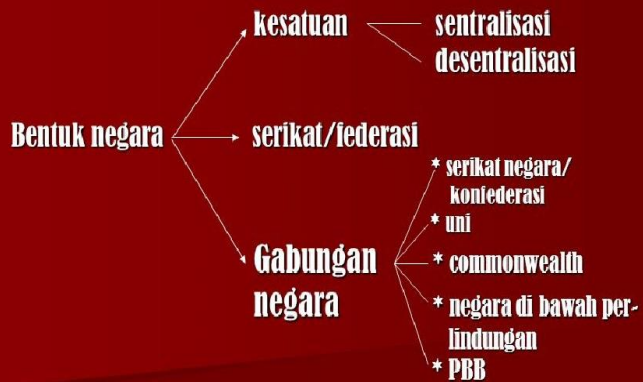 kesatuan
sentralisasi
desentralisasi
Bentuk negara
serikat/federasi
* serikat negara/
konfederasi
* uni
Gabungan
negara
* commonwealth
* negara di bawah per-
lindungan
* PBB